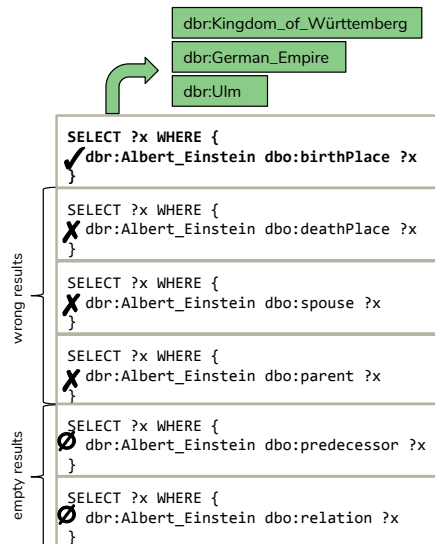 dbr:Kingdom_of_Württemberg
dbr:German_Empire
dbr:Ulm
SELECT ?x WHERE {
✓ dbr:Albert_Einstein dbo:birthPlace ?x
}
wrong results
SELECT ?x WHERE {
✗ dbr:Albert_Einstein dbo:deathPlace ?x
}
SELECT ?x WHERE {
✗ dbr:Albert_Einstein dbo:spouse ?x
}
SELECT ?x WHERE {
✗ dbr:Albert_Einstein dbo:parent ?x
}
empty results
SELECT ?x WHERE {
∅ dbr:Albert_Einstein dbo:predecessor ?x
}
SELECT ?x WHERE {
∅ dbr:Albert_Einstein dbo:relation ?x
}